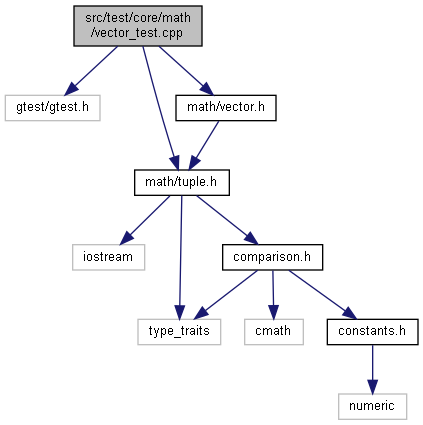 src/test/core/math
/vector_test.cpp
gtest/gtest.h
math/vector.h
math/tuple.h
iostream
comparison.h
type_traits
cmath
constants.h
numeric